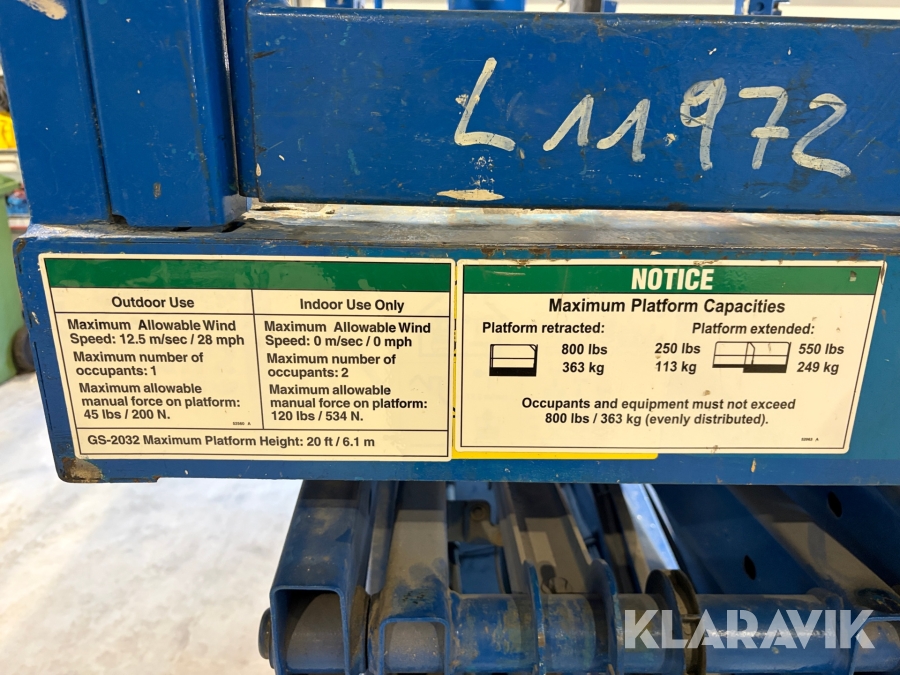 L 11972
Outdoor Use
Maximum Allowable Wind
Speed: 12.5 m/sec / 28 mph
Maximum number of
occupants: 1
Maximum allowable
manual force on platform:
45 lbs / 200 N.
Indoor Use Only
Maximum Allowable Wind
Speed: 0 m/sec / 0 mph
Maximum number of
occupants: 2
Maximum allowable
manual force on platform:
120 lbs / 534 N.
GS-2032 Maximum Platform Height: 20 ft / 6.1 m
NOTICE
Maximum Platform Capacities
Platform retracted:
800 lbs
363 kg
Platform extended:
250 lbs
113 kg
550 lbs
249 kg
Occupants and equipment must not exceed
800 lbs / 363 kg (evenly distributed).
KLARAVIK